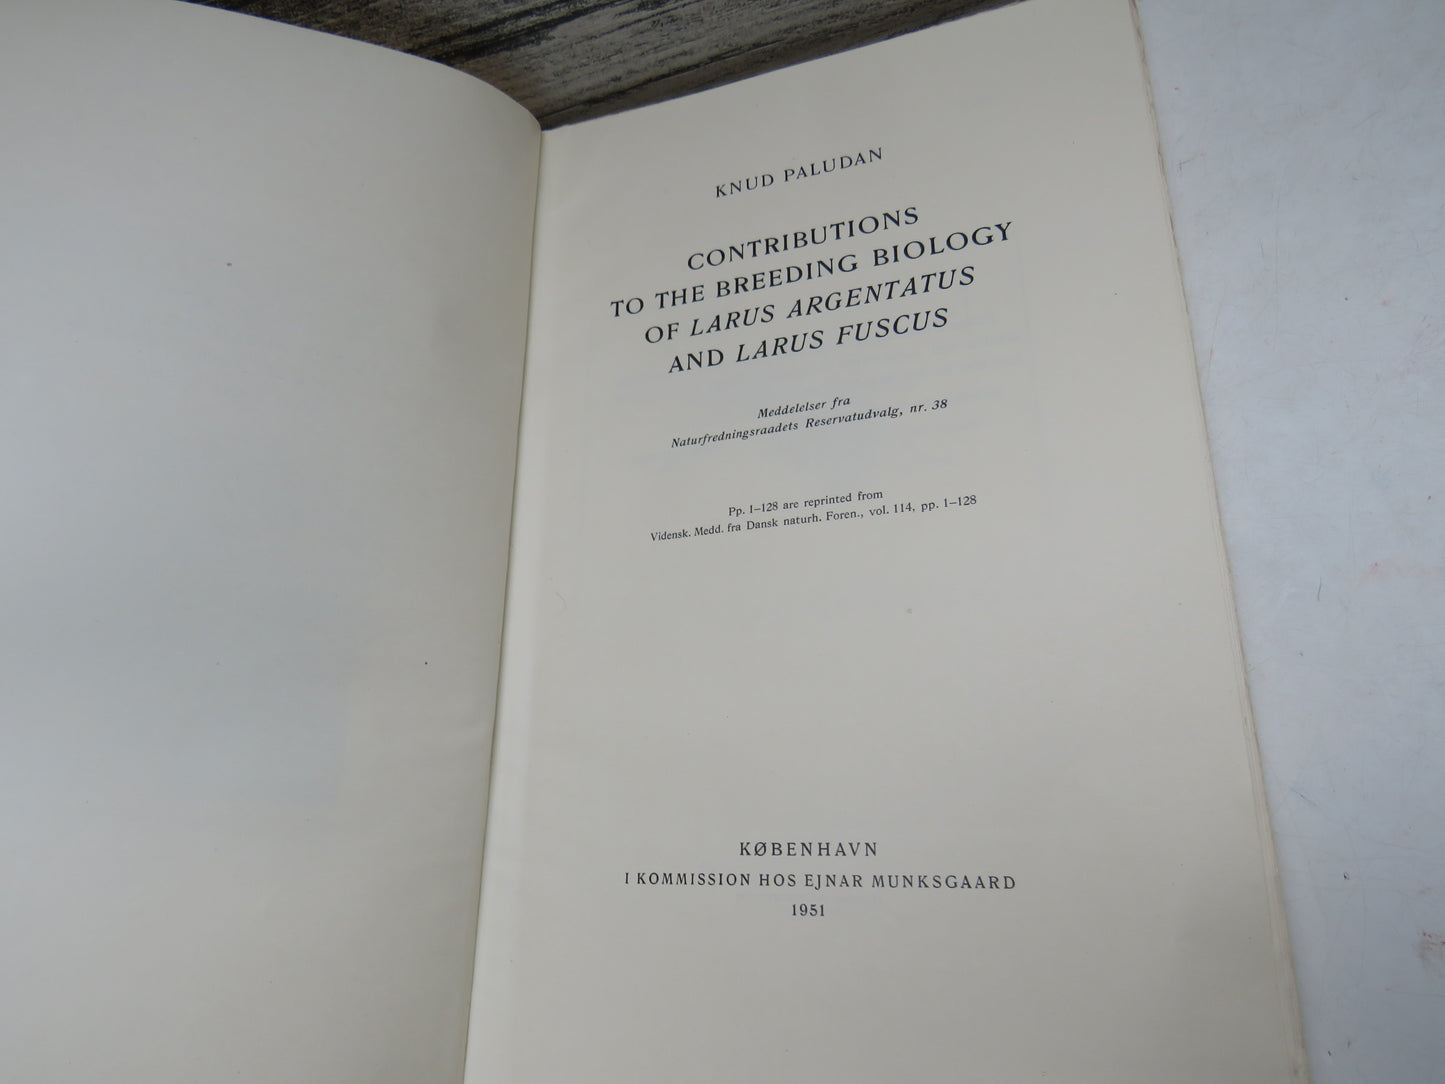 KNUD PALUDAN
CONTRIBUTIONS
TO THE BREEDING BIOLOGY
OF LARUS ARGENTATUS
AND LARUS FUSCUS
Meddelelser fra
Naturfredningsraadets Reservatudvalg, nr. 38
Pp. 1–128 are reprinted from
Vidensk. Medd. fra Dansk naturh. Foren., vol. 114, pp. 1–128
KØBENHAVN
I KOMMISSION HOS EJNAR MUNKSGAARD
1951